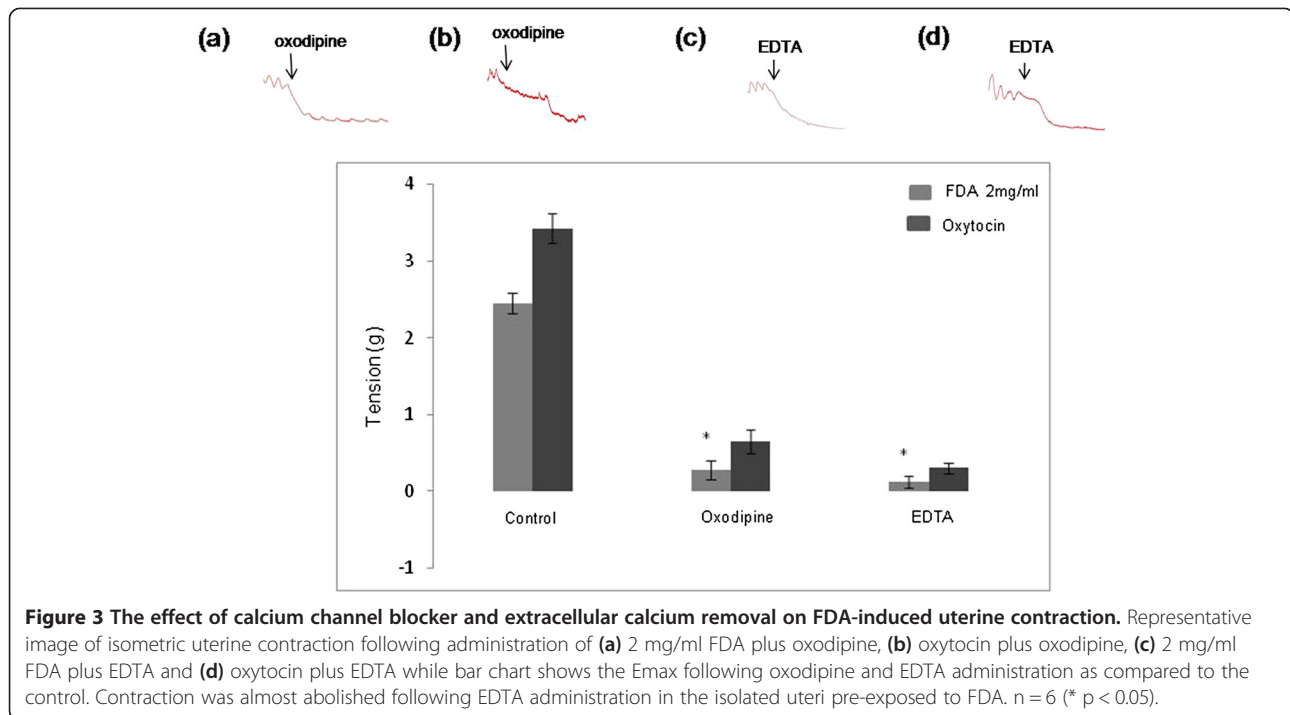 (a) (b) (c) (d)
oxodipine oxodipine EDTA EDTA
4
FDA 2mg/ml
Oxytocin
3
2
Tension(g)
1
* *
0
Control Oxodipine EDTA
-1
Figure 3 The effect of calcium channel blocker and extracellular calcium removal on FDA-induced uterine contraction. Representative
image of isometric uterine contraction following administration of (a) 2 mg/ml FDA plus oxodipine, (b) oxytocin plus oxodipine, (c) 2 mg/ml
FDA plus EDTA and (d) oxytocin plus EDTA while bar chart shows the Emax following oxodipine and EDTA administration as compared to the
control. Contraction was almost abolished following EDTA administration in the isolated uteri pre-exposed to FDA. n = 6 (* p < 0.05).